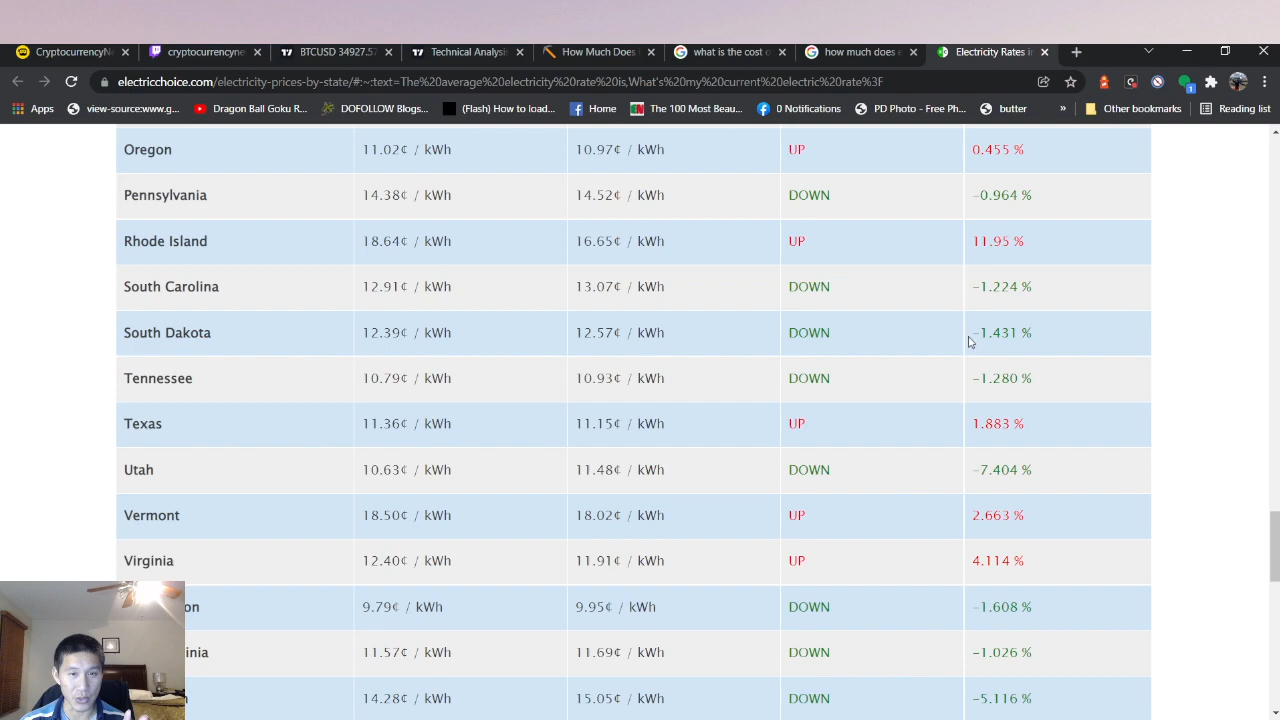 CryptocurrencyNe
cryptocurrencyne
BTCUSD 34927.57
Technical Analysis
How Much Does
what is the cost o
how much does e
Electricity Rates in
electricchoice.com/electricity-prices-by-state/#:~:text=The%20average%20electricity%20rate%20is,What's%20my%20current%20electric%20rate%3F
Apps
view-source:www.g...
Dragon Ball Goku R...
DOFOLLOW Blogs...
(Flash) How to load...
Home
The 100 Most Beau...
0 Notifications
PD Photo - Free Ph...
butter
»
Other bookmarks
Reading list
Oregon 11.02¢ / kWh 10.97¢ / kWh UP 0.455 %
Pennsylvania 14.38¢ / kWh 14.52¢ / kWh DOWN -0.964 %
Rhode Island 18.64¢ / kWh 16.65¢ / kWh UP 11.95 %
South Carolina 12.91¢ / kWh 13.07¢ / kWh DOWN -1.224 %
South Dakota 12.39¢ / kWh 12.57¢ / kWh DOWN -1.431 %
Tennessee 10.79¢ / kWh 10.93¢ / kWh DOWN -1.280 %
Texas 11.36¢ / kWh 11.15¢ / kWh UP 1.883 %
Utah 10.63¢ / kWh 11.48¢ / kWh DOWN -7.404 %
Vermont 18.50¢ / kWh 18.02¢ / kWh UP 2.663 %
Virginia 12.40¢ / kWh 11.91¢ / kWh UP 4.114 %
on 9.79¢ / kWh 9.95¢ / kWh DOWN -1.608 %
inia 11.57¢ / kWh 11.69¢ / kWh DOWN -1.026 %
14.28¢ / kWh 15.05¢ / kWh DOWN -5.116 %